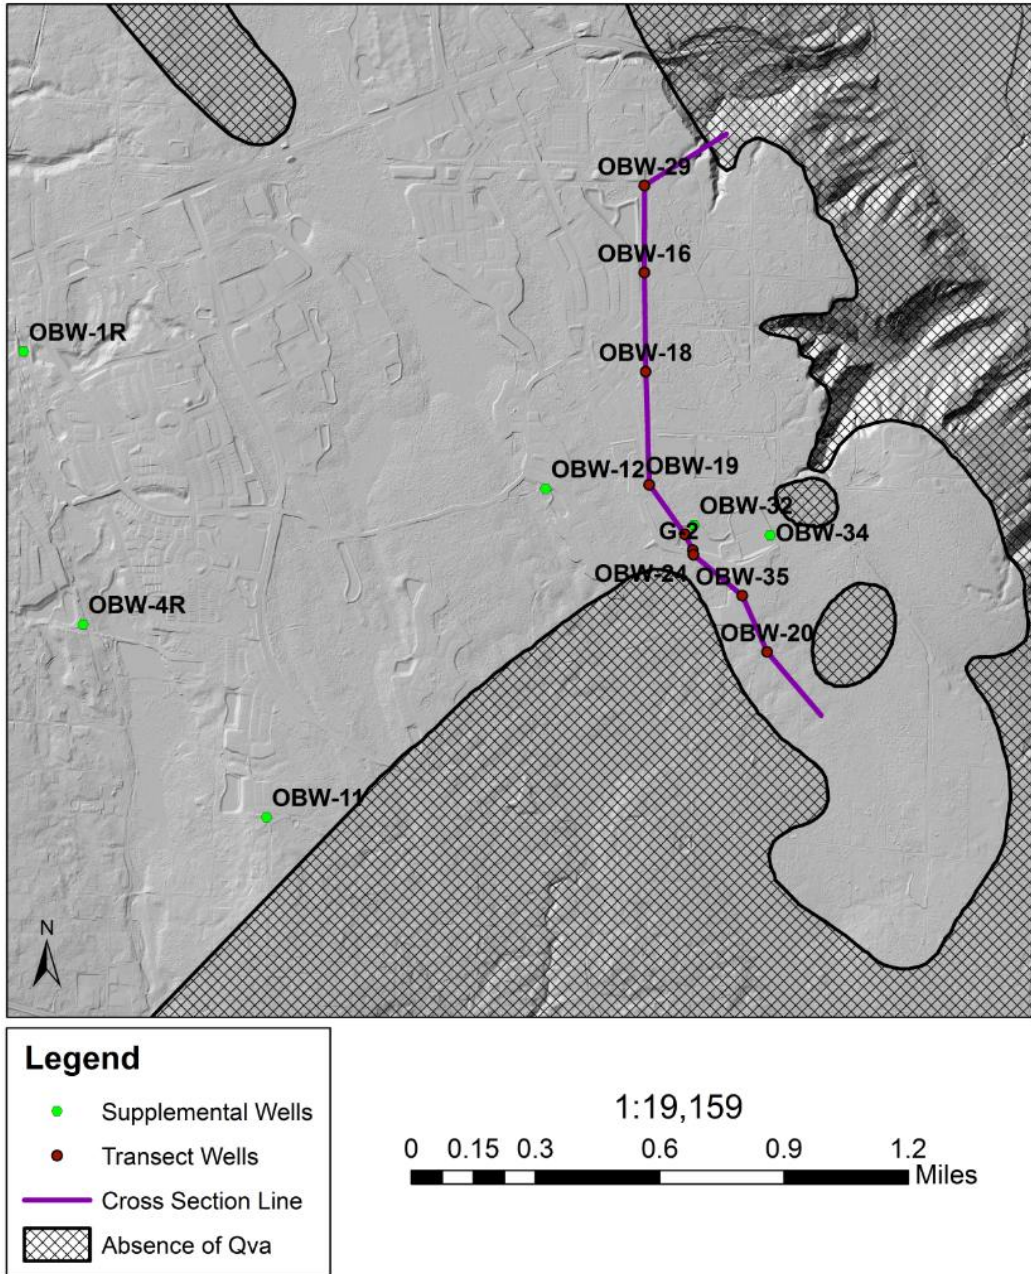 OBW-29
OBW-16
OBW-1R
OBW-18
OBW-12
OBW-19
OBW-32
G-2
OBW-34
OBW-24
OBW-35
OBW-4R
OBW-20
OBW-11
N
Legend
Supplemental Wells
Transect Wells
Cross Section Line
Absence of Qva
1:19,159
0 0.15 0.3 0.6 0.9 1.2
Miles